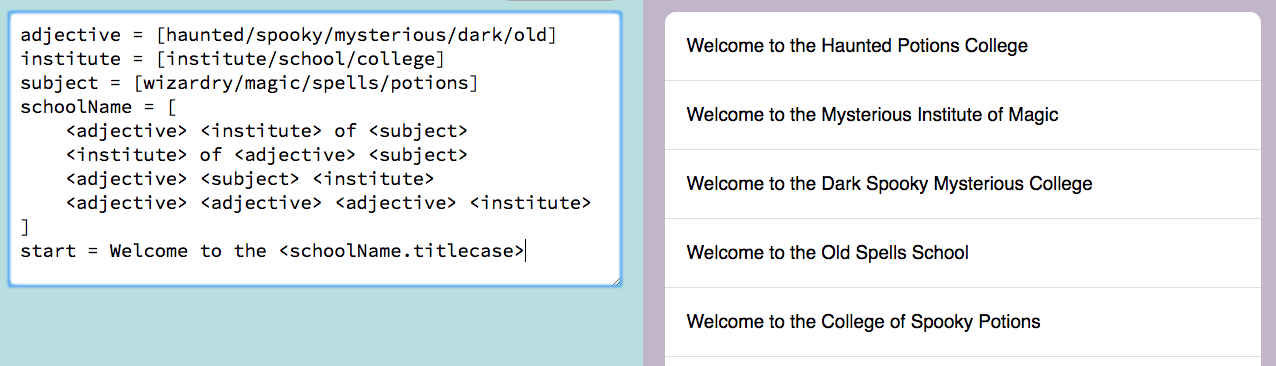 adjective = [haunted/spooky/mysterious/dark/old]
institute = [institute/school/college]
subject = [wizardry/magic/spells/potions]
schoolName = [
    <adjective> <institute> of <subject>
    <institute> of <adjective> <subject>
    <adjective> <subject> <institute>
    <adjective> <adjective> <adjective> <institute>
]
start = Welcome to the <schoolName.titlecase>
Welcome to the Haunted Potions College
Welcome to the Mysterious Institute of Magic
Welcome to the Dark Spooky Mysterious College
Welcome to the Old Spells School
Welcome to the College of Spooky Potions